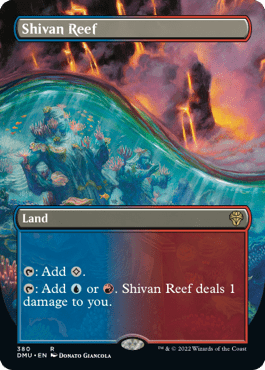 Shivan Reef
Land
: Add .
: Add or . Shivan Reef deals 1
damage to you.
380 R
DMU • EN DONATO GIANCOLA
™ & © 2022 Wizards of the Coast